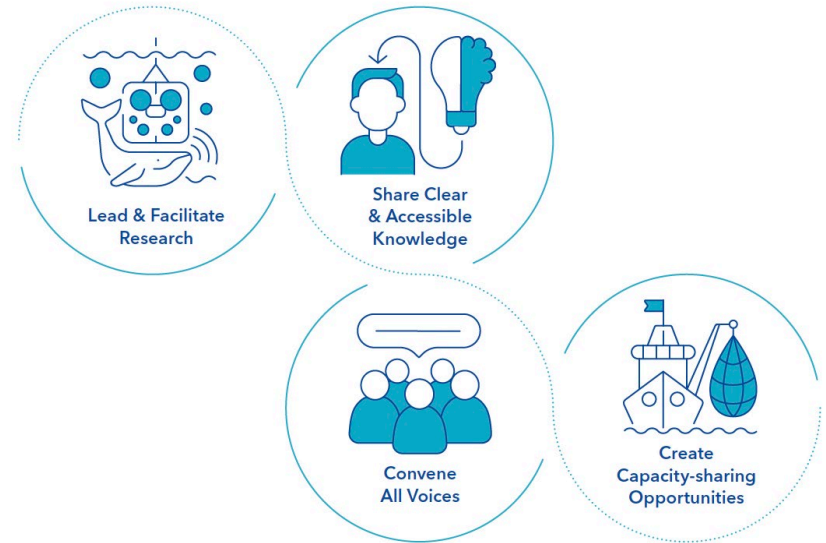 Lead & Facilitate
Research
Share Clear
& Accessible
Knowledge
Convene
All Voices
Create
Capacity-sharing
Opportunities